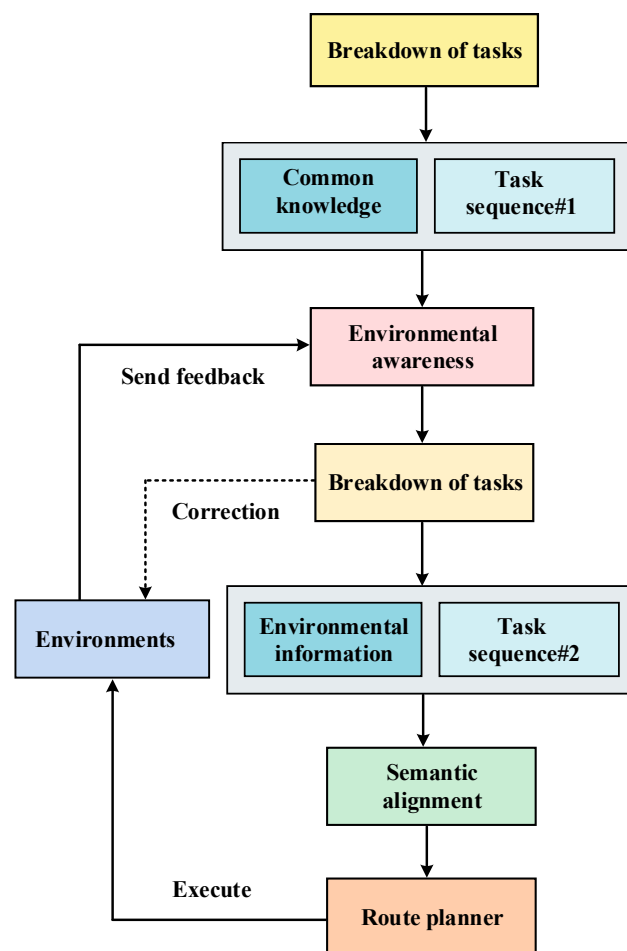 Breakdown of tasks
Common
knowledge
Task
sequence#1
Environmental
awareness
Send feedback
Breakdown of tasks
Correction
Environments
Environmental
information
Task
sequence#2
Semantic
alignment
Execute
Route planner